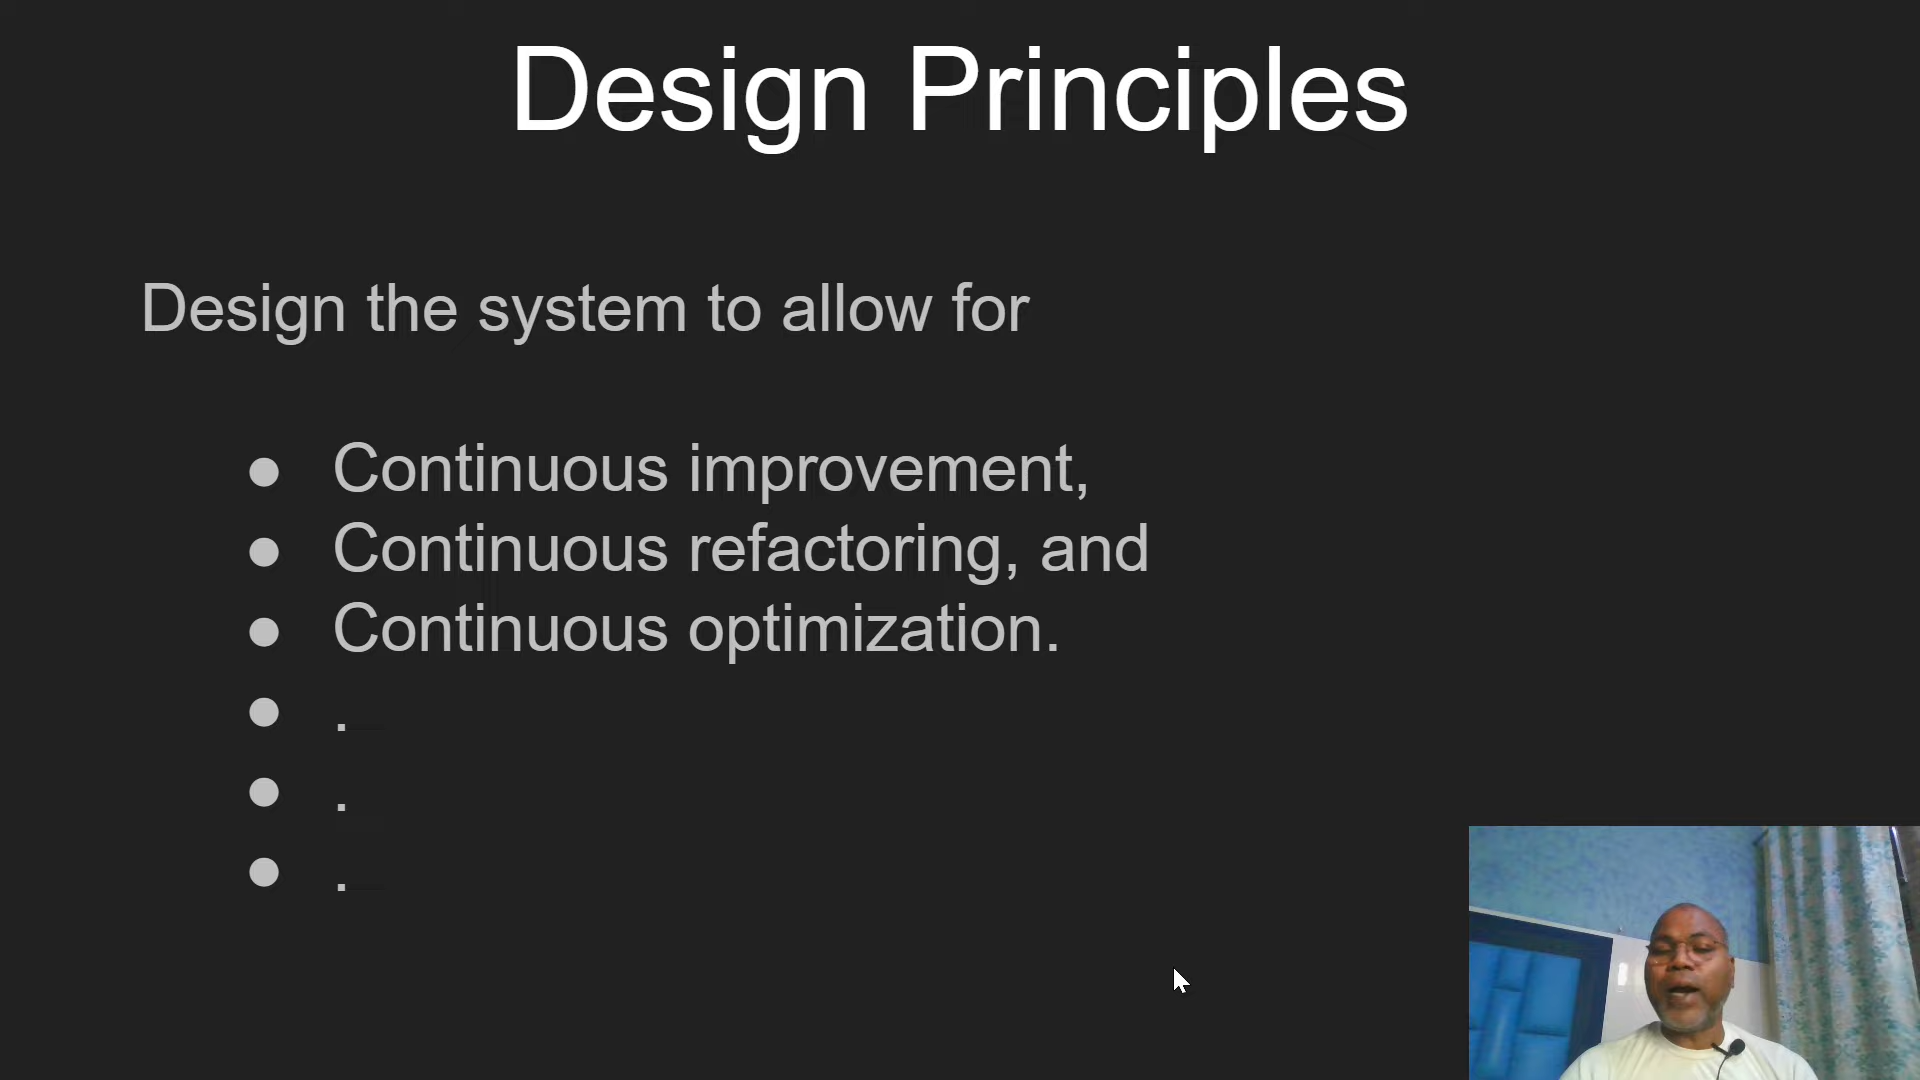 Design Principles
Design the system to allow for
● Continuous improvement,
● Continuous refactoring, and
● Continuous optimization.
● .
● .
● .